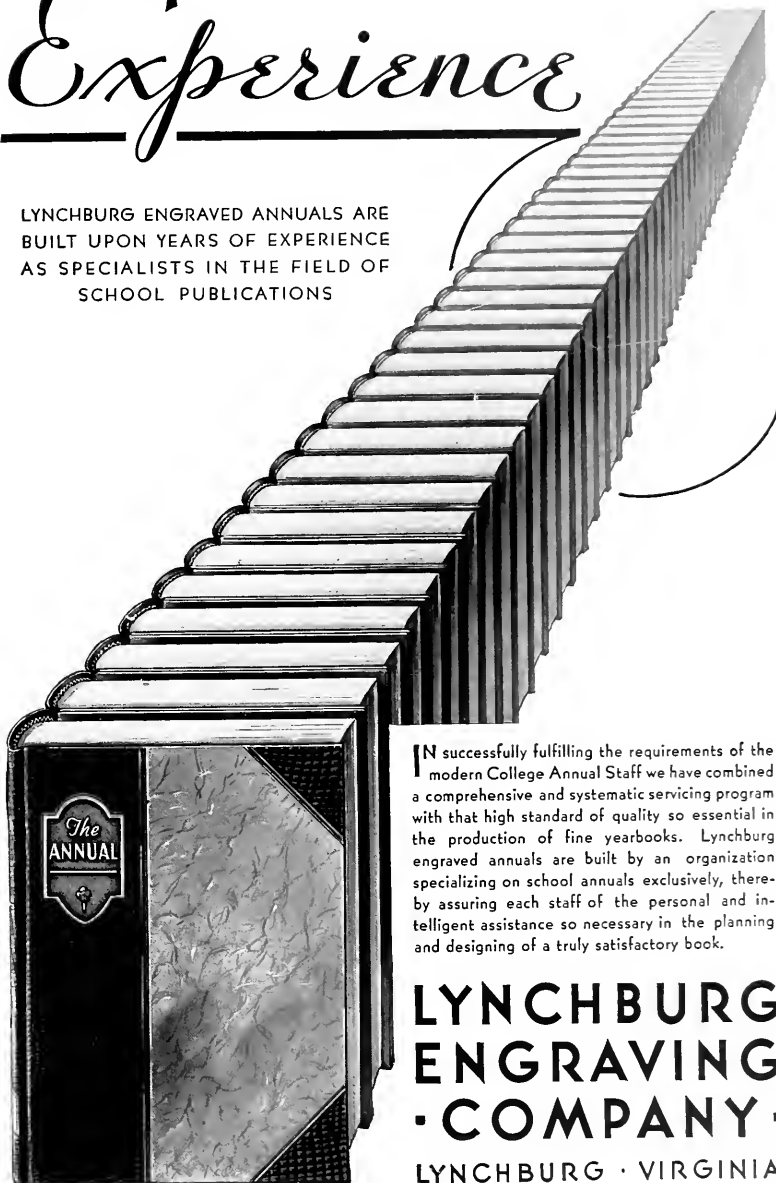 Experience
LYNCHBURG ENGRAVED ANNUALS ARE
BUILT UPON YEARS OF EXPERIENCE
AS SPECIALISTS IN THE FIELD OF
SCHOOL PUBLICATIONS
The
ANNUAL
IN successfully fulfilling the requirements of the
modern College Annual Staff we have combined
a comprehensive and systematic servicing program
with that high standard of quality so essential in
the production of fine yearbooks. Lynchburg
engraved annuals are built by an organization
specializing on school annuals exclusively, there-
by assuring each staff of the personal and in-
telligent assistance so necessary in the planning
and designing of a truly satisfactory book.
LYNCHBURG
ENGRAVING
· COMPANY ·
LYNCHBURG · VIRGINIA